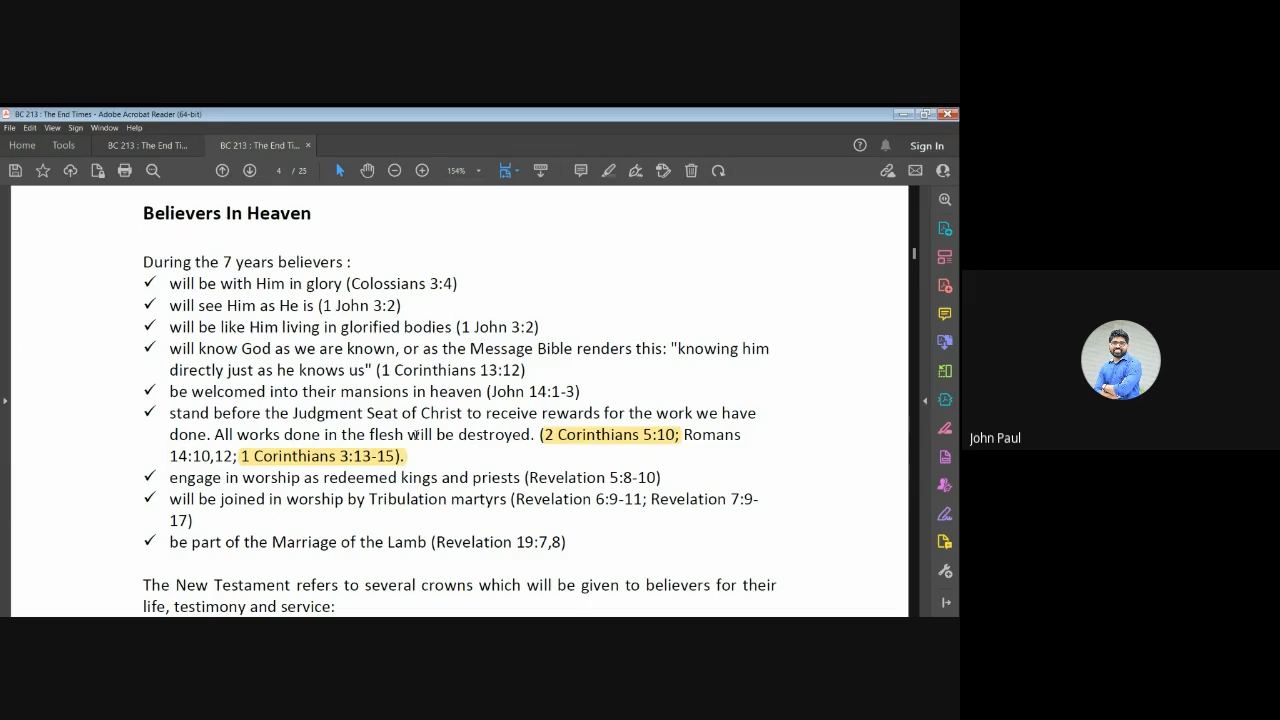 BC 213 : The End Times - Adobe Acrobat Reader (64-bit)
File Edit View Sign Window Help
Home Tools BC 213 : The End Ti... BC 213 : The End Ti... × Sign In
4 / 25 154%
Believers In Heaven
During the 7 years believers :
✓ will be with Him in glory (Colossians 3:4)
✓ will see Him as He is (1 John 3:2)
✓ will be like Him living in glorified bodies (1 John 3:2)
✓ will know God as we are known, or as the Message Bible renders this: "knowing him
directly just as he knows us" (1 Corinthians 13:12)
✓ be welcomed into their mansions in heaven (John 14:1-3)
✓ stand before the Judgment Seat of Christ to receive rewards for the work we have
done. All works done in the flesh will be destroyed. (2 Corinthians 5:10; Romans
14:10,12; 1 Corinthians 3:13-15).
✓ engage in worship as redeemed kings and priests (Revelation 5:8-10)
✓ will be joined in worship by Tribulation martyrs (Revelation 6:9-11; Revelation 7:9-
17)
✓ be part of the Marriage of the Lamb (Revelation 19:7,8)
The New Testament refers to several crowns which will be given to believers for their
life, testimony and service:
John Paul